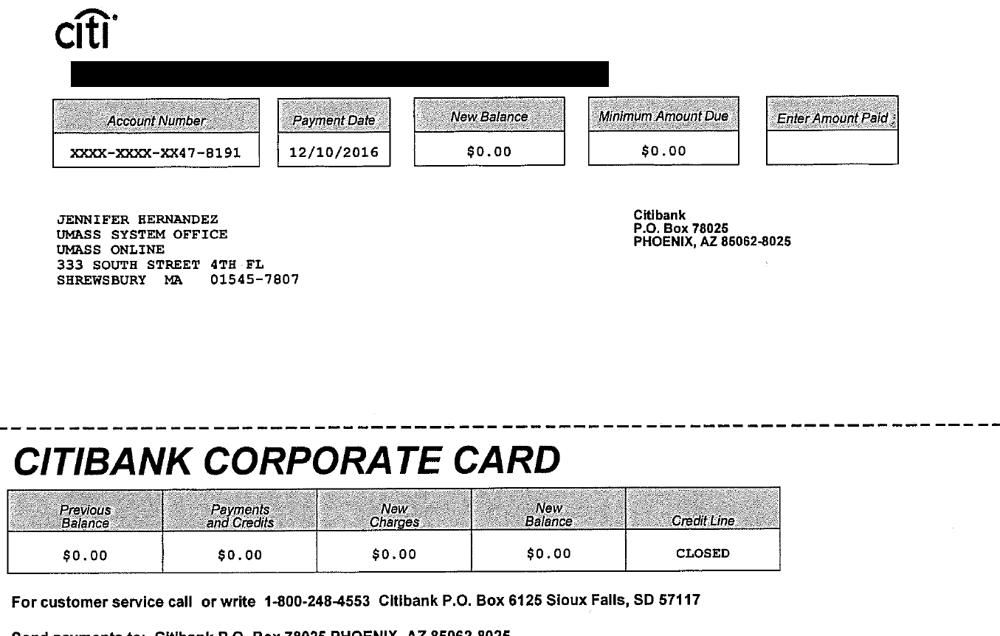 citi
Account Number Payment Date New Balance Minimum Amount Due Enter Amount Paid
XXXX-XXXX-XX47-8191 12/10/2016 $0.00 $0.00
JENNIFER HERNANDEZ
UMASS SYSTEM OFFICE
UMASS ONLINE
333 SOUTH STREET 4TH FL
SHREWSBURY MA 01545-7807
Citibank
P.O. Box 78025
PHOENIX, AZ 85062-8025
CITIBANK CORPORATE CARD
Previous Balance Payments and Credits New Charges New Balance Credit Line
$0.00 $0.00 $0.00 $0.00 CLOSED
For customer service call or write 1-800-248-4553 Citibank P.O. Box 6125 Sioux Falls, SD 57117
Send payments to: Citibank P.O. Box 78025 PHOENIX, AZ 85062-8025